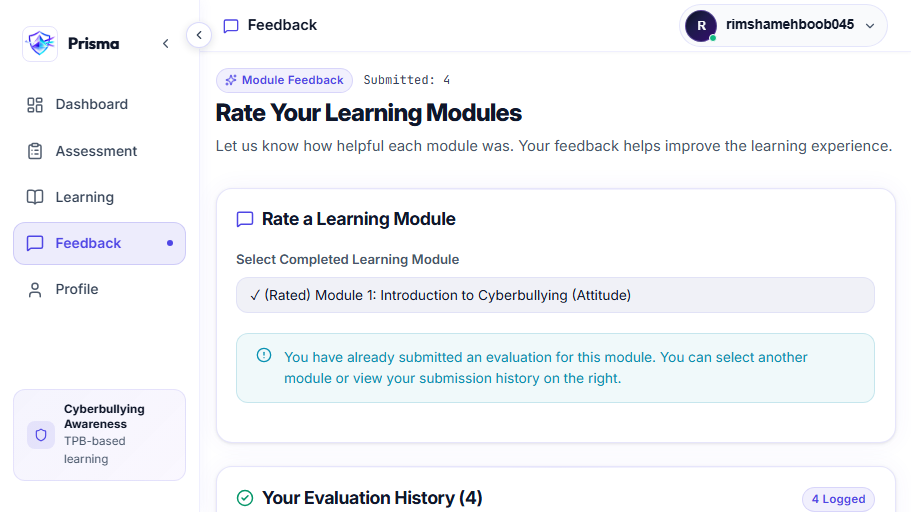 Prisma
Dashboard
Assessment
Learning
Feedback
Profile
Cyberbullying
Awareness
TPB-based
learning
Feedback
R
rimshamehboob045
Module Feedback
Submitted: 4
Rate Your Learning Modules
Let us know how helpful each module was. Your feedback helps improve the learning experience.
Rate a Learning Module
Select Completed Learning Module
✓ (Rated) Module 1: Introduction to Cyberbullying (Attitude)
You have already submitted an evaluation for this module. You can select another
module or view your submission history on the right.
Your Evaluation History (4)
4 Logged